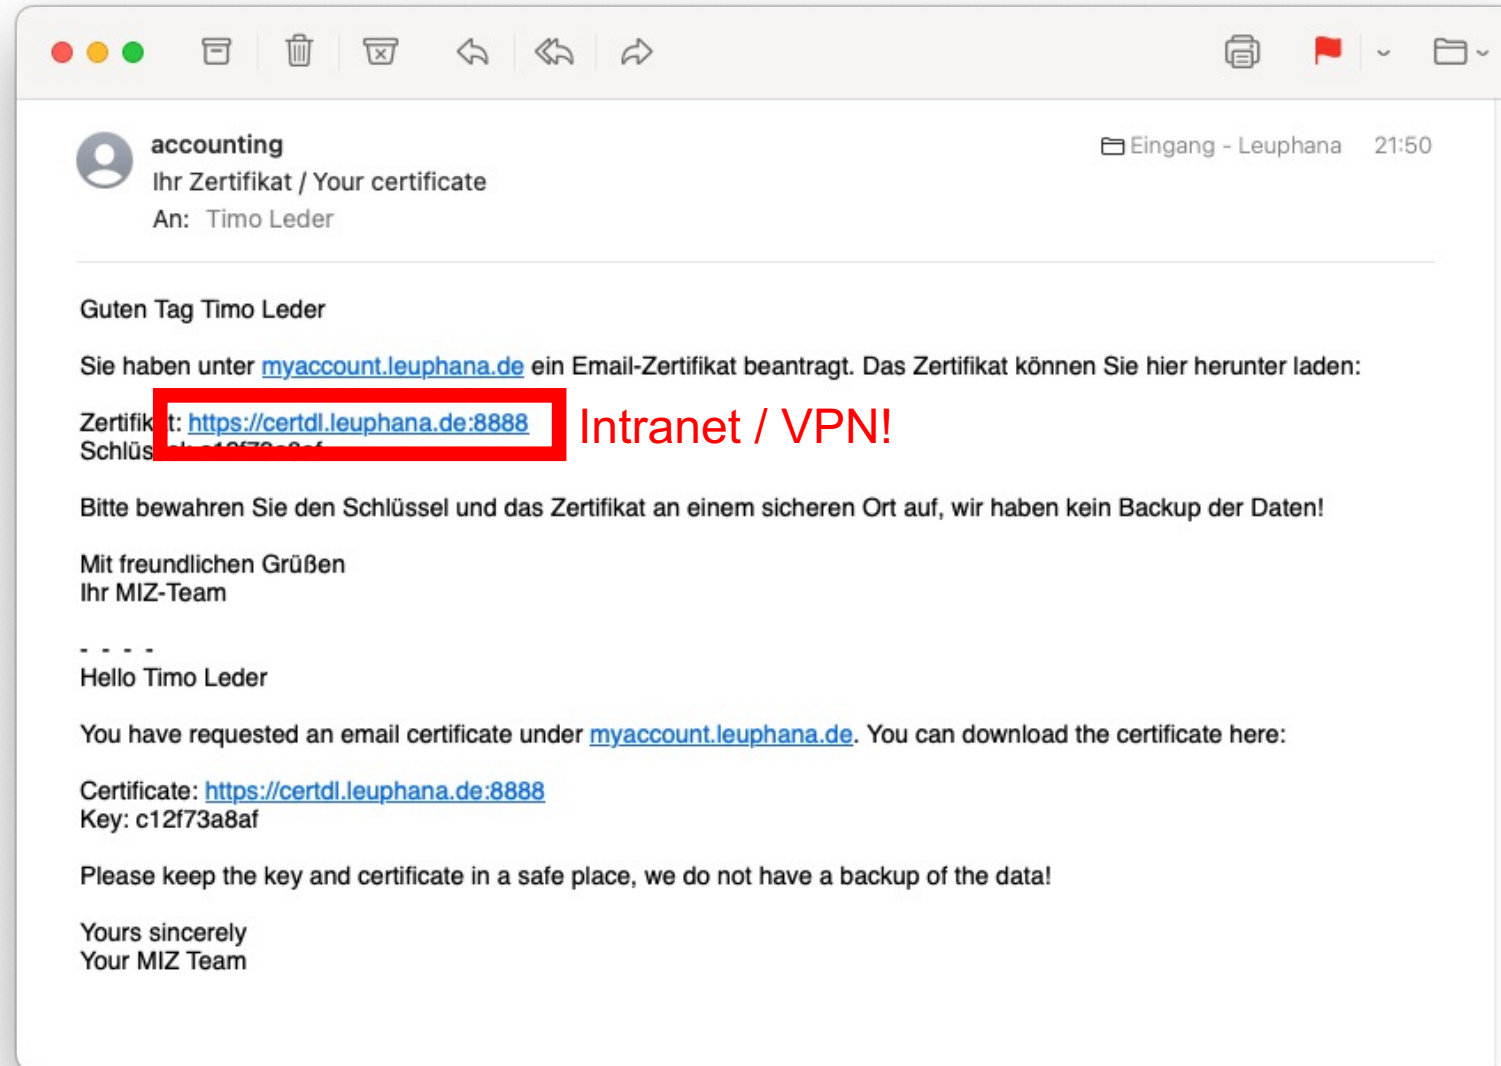 accounting
Eingang - Leuphana 21:50
Ihr Zertifikat / Your certificate
An: Timo Leder
Guten Tag Timo Leder
Sie haben unter myaccount.leuphana.de ein Email-Zertifikat beantragt. Das Zertifikat können Sie hier herunter laden:
Zertifikat: https://certdl.leuphana.de:8888
Intranet / VPN!
Schlüssel: c12f73a8af
Bitte bewahren Sie den Schlüssel und das Zertifikat an einem sicheren Ort auf, wir haben kein Backup der Daten!
Mit freundlichen Grüßen
Ihr MIZ-Team
- - - -
Hello Timo Leder
You have requested an email certificate under myaccount.leuphana.de. You can download the certificate here:
Certificate: https://certdl.leuphana.de:8888
Key: c12f73a8af
Please keep the key and certificate in a safe place, we do not have a backup of the data!
Yours sincerely
Your MIZ Team